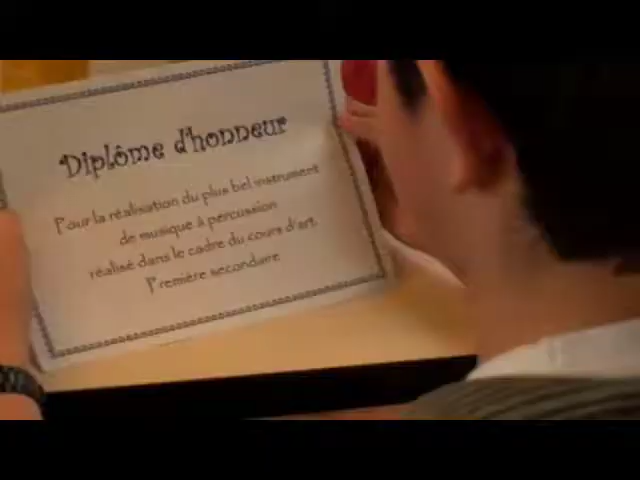 Diplôme d'honneur
Pour la réalisation du plus bel instrument
de musique à percussion
réalisé dans le cadre du cours d'art
Première secondaire